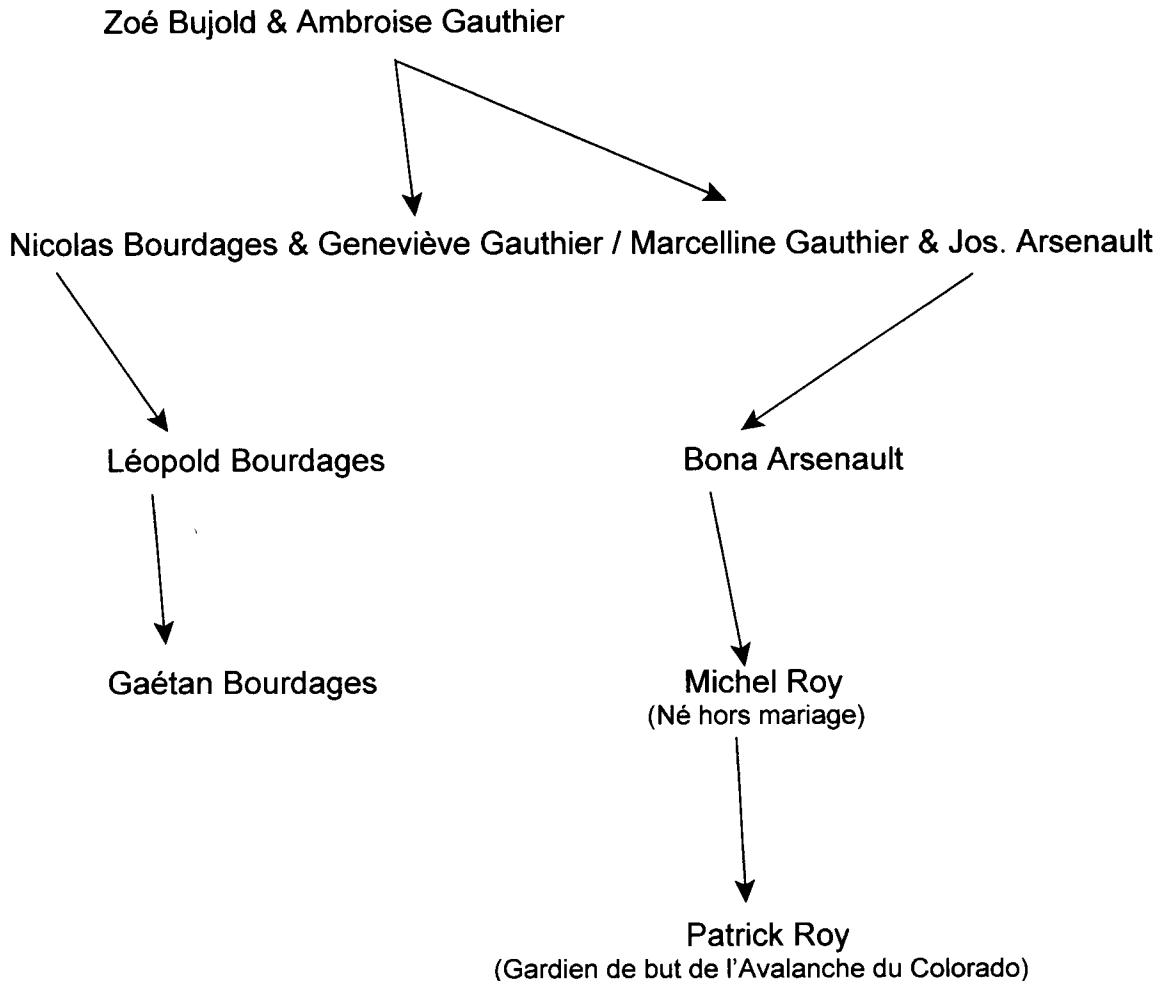 Zoé Bujold & Ambroise Gauthier
Nicolas Bourdages & Geneviève Gauthier / Marcelline Gauthier & Jos. Arsenault
Léopold Bourdages
Bona Arsenault
Gaétan Bourdages
Michel Roy
(Né hors mariage)
Patrick Roy
(Gardien de but de l'Avalanche du Colorado)